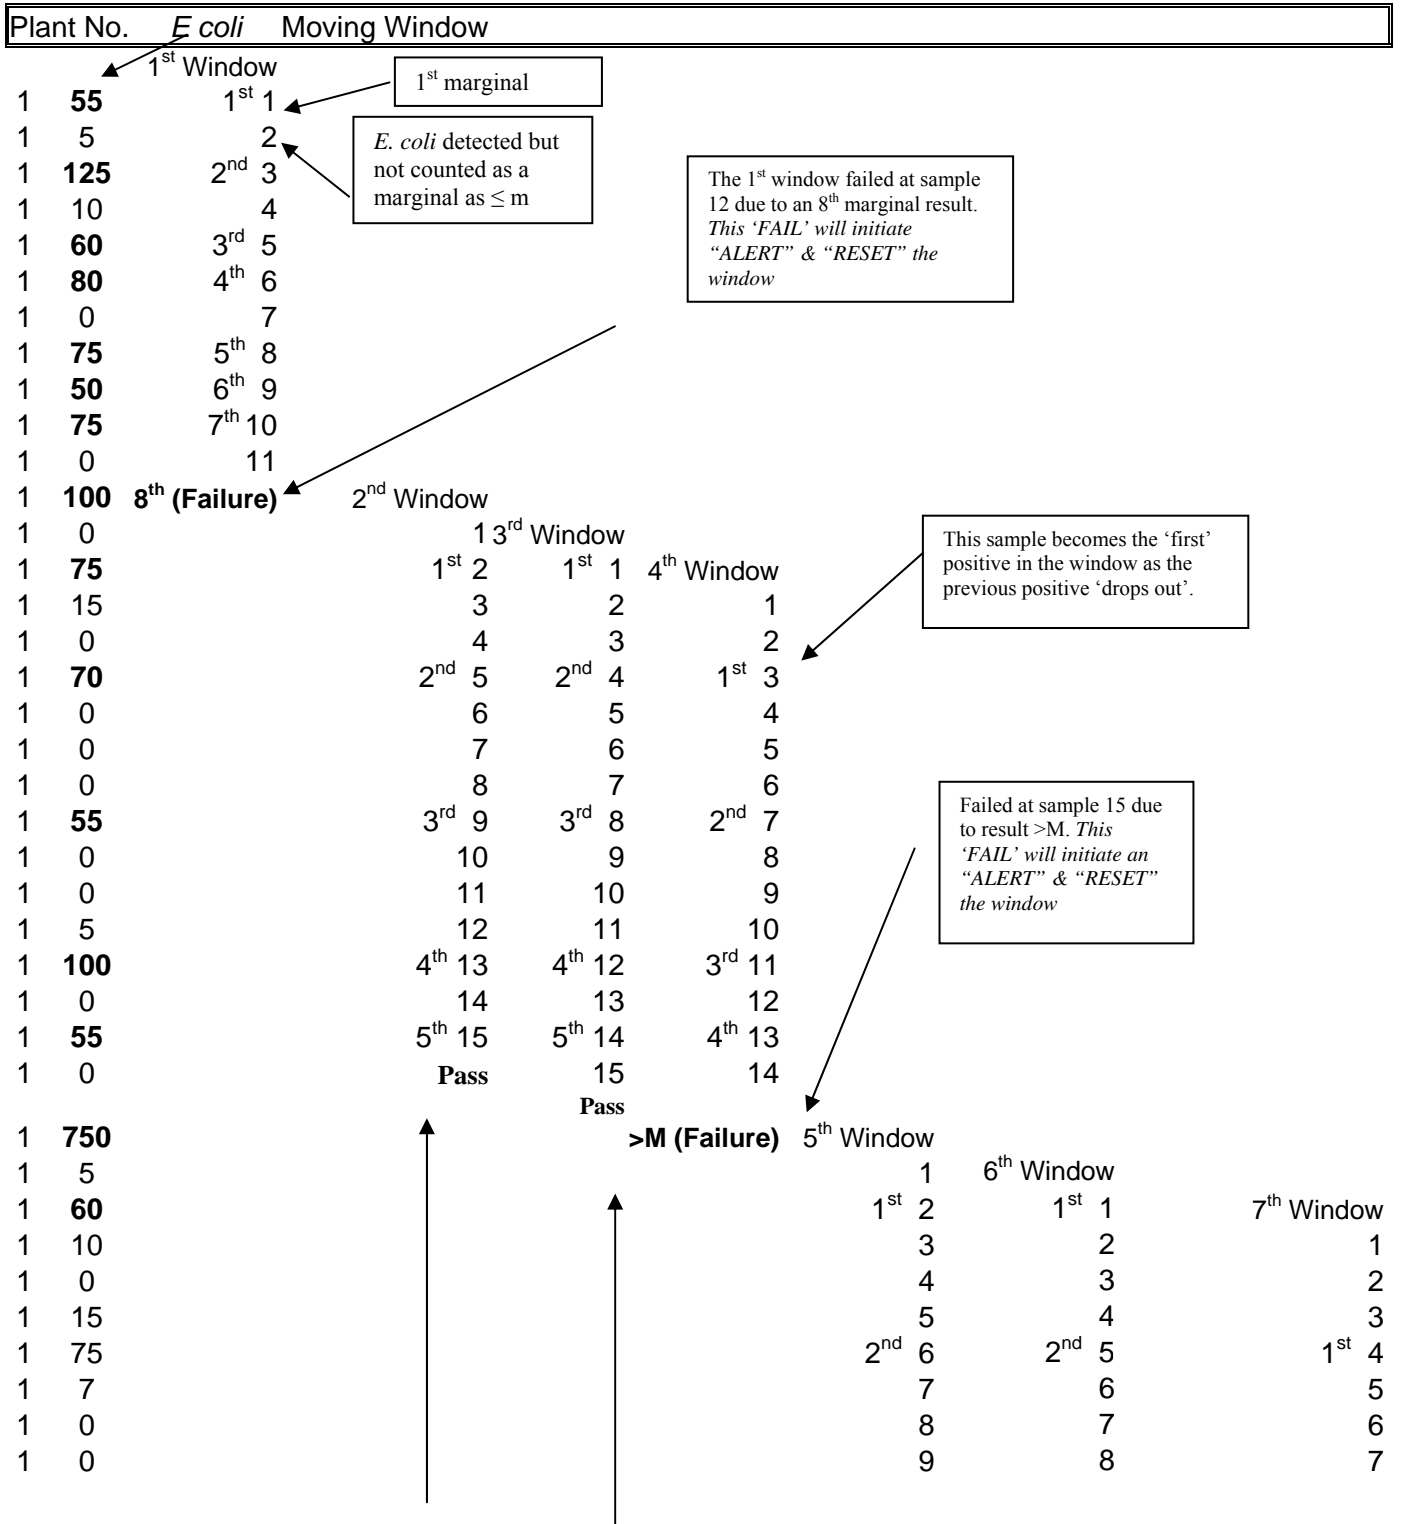 Plant No. E coli Moving Window
1st Window
1st marginal
1 55 1st 1
1 5 2
E. coli detected but
not counted as a
marginal as ≤ m
1 125 2nd 3
The 1st window failed at sample
12 due to an 8th marginal result.
This ‘FAIL’ will initiate
“ALERT” & “RESET” the
window
1 10 4
1 60 3rd 5
1 80 4th 6
1 0 7
1 75 5th 8
1 50 6th 9
1 75 7th 10
1 0 11
1 100 8th (Failure) 2nd Window
1 0 1 3rd Window
This sample becomes the ‘first’
positive in the window as the
previous positive ‘drops out’.
1 75 1st 2 1st 1 4th Window
1 15 3 2 1
1 0 4 3 2
1 70 2nd 5 2nd 4 1st 3
1 0 6 5 4
1 0 7 6 5
1 0 8 7 6
Failed at sample 15 due
to result >M. This
‘FAIL’ will initiate an
“ALERT” & “RESET”
the window
1 55 3rd 9 3rd 8 2nd 7
1 0 10 9 8
1 0 11 10 9
1 5 12 11 10
1 100 4th 13 4th 12 3rd 11
1 0 14 13 12
1 55 5th 15 5th 14 4th 13
1 0 Pass 15 14
Pass
1 750 >M (Failure) 5th Window
1 5 1 6th Window
1 60 1st 2 1st 1 7th Window
1 10 3 2 1
1 0 4 3 2
1 15 5 4 3
1 75 2nd 6 2nd 5 1st 4
1 7 7 6 5
1 0 8 7 6
1 0 9 8 7